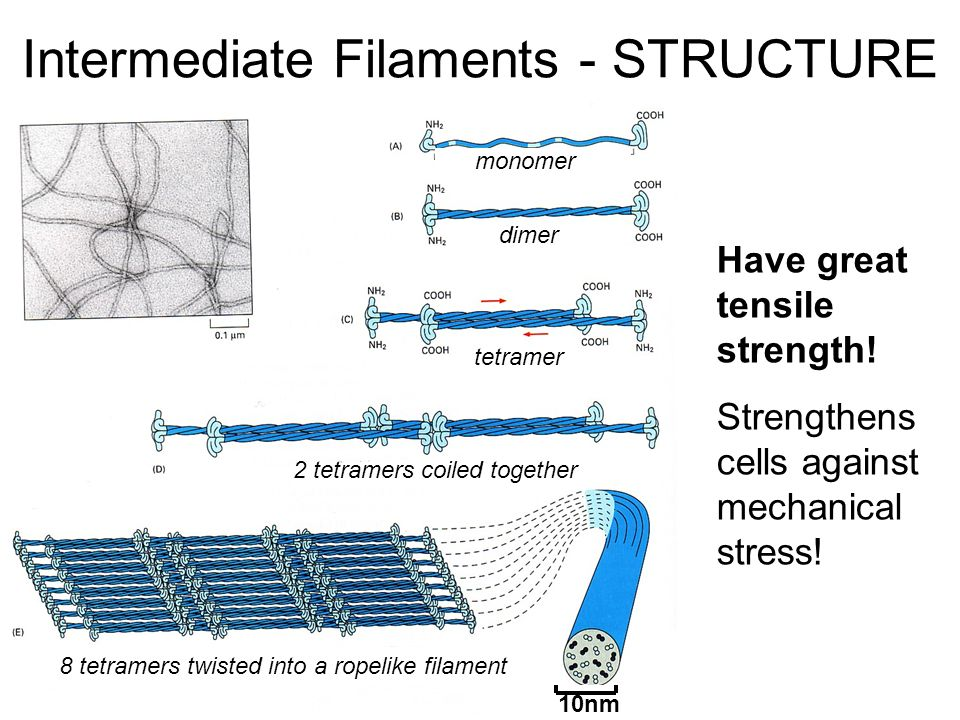 Intermediate Filaments - STRUCTURE
0.1 µm
NH₂
COOH
(A)
monomer
NH₂
COOH
(B)
NH₂
COOH
dimer
NH₂
COOH
COOH
NH₂
(C)
NH₂
COOH
COOH
NH₂
tetramer
(D)
2 tetramers coiled together
(E)
8 tetramers twisted into a ropelike filament
10nm
Have great
tensile
strength!
Strengthens
cells against
mechanical
stress!